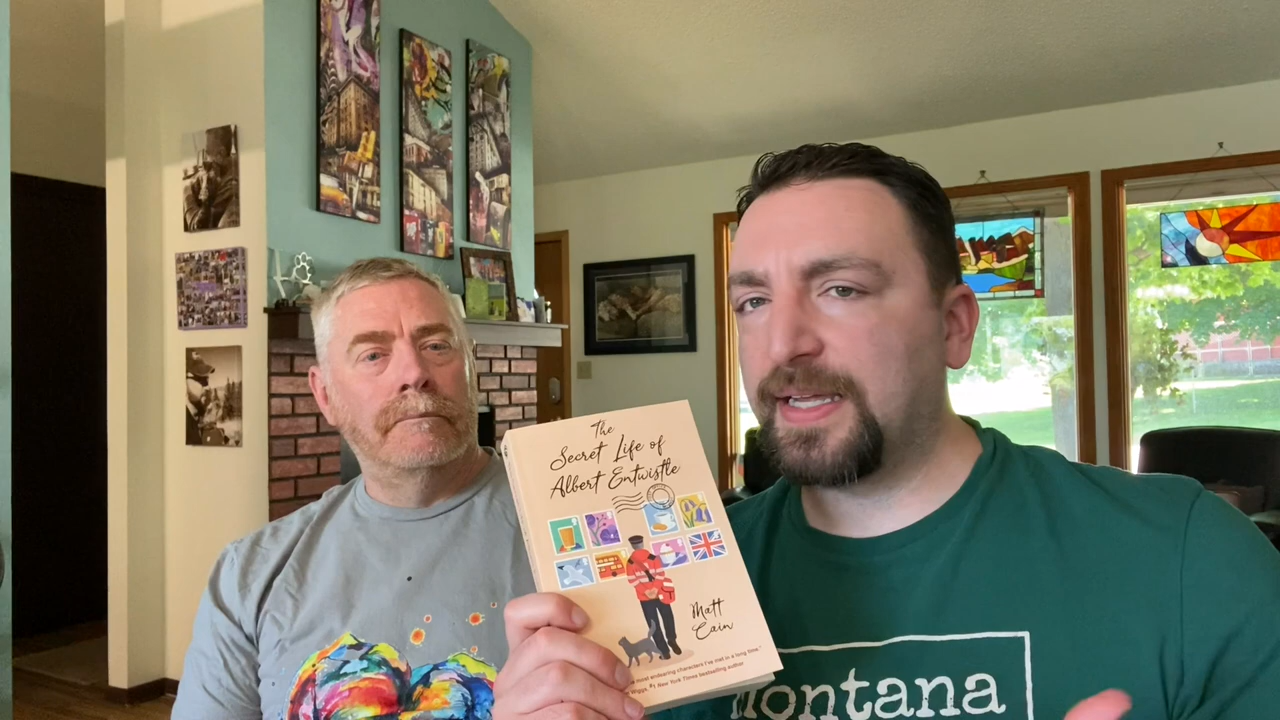 The
Secret Life of
Albert Entwistle
Matt
Cain
most endearing characters I've met in a long time."
Wiggs, #1 New York Times bestselling author
Montana